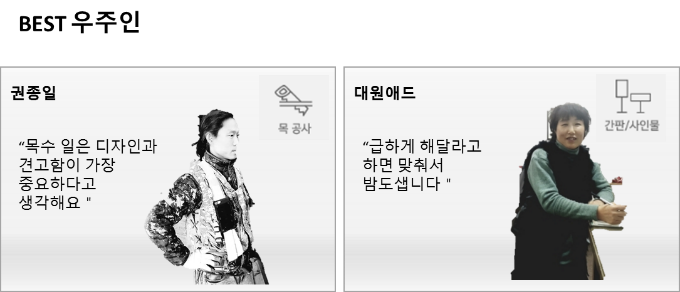 BEST 우주인
권종일
목 공사
“목수 일은 디자인과
견고함이 가장
중요하다고
생각해요 "
대원애드
간판/사인물
“급하게 해달라고
하면 맞춰서
밤도샙니다 "